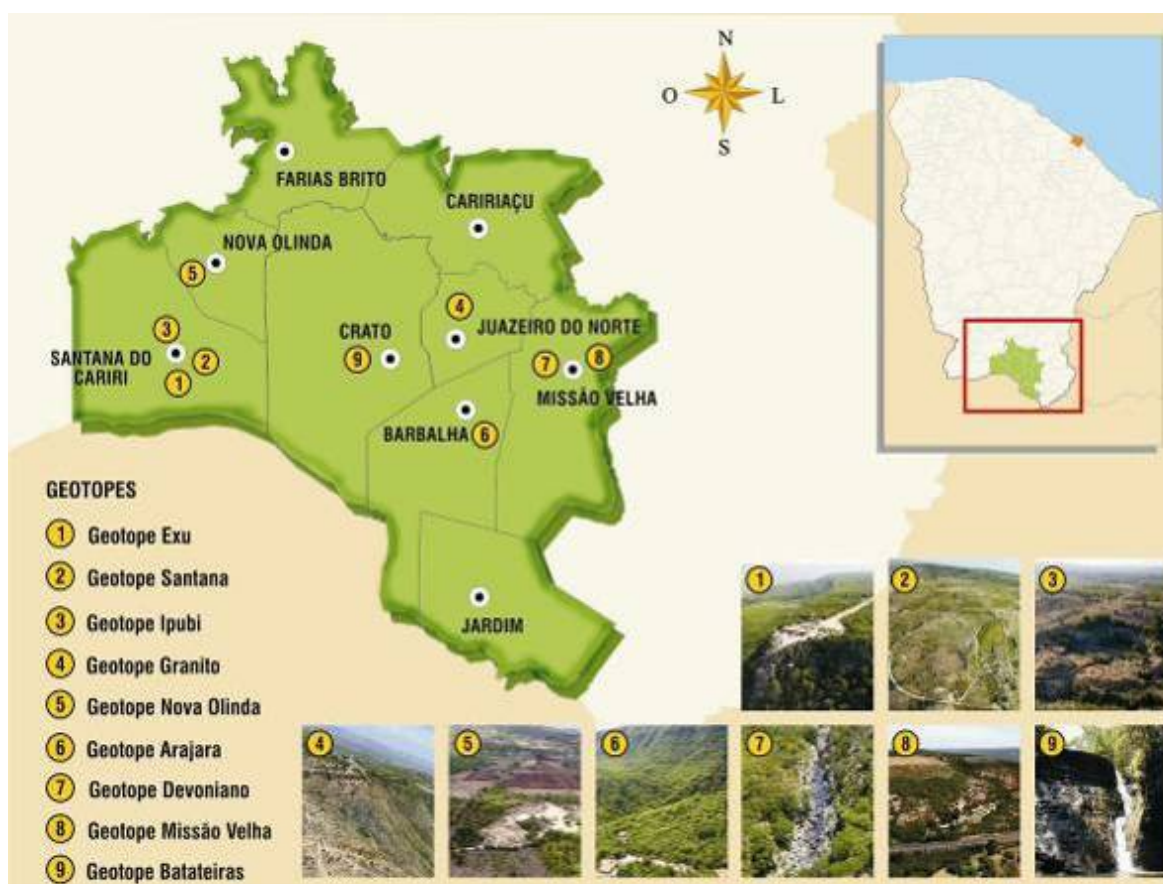 N
O
L
S
FARIAS BRITO
CARIRIAÇU
NOVA OLINDA
5
4
3
CRATO
JUAZEIRO DO NORTE
SANTANA DO
CARIRI
2
9
7
8
1
MISSÃO VELHA
BARBALHA
6
JARDIM
GEOTOPES
1 Geotope Exu
2 Geotope Santana
3 Geotope Ipubi
4 Geotope Granito
5 Geotope Nova Olinda
6 Geotope Arajara
7 Geotope Devoniano
8 Geotope Missão Velha
9 Geotope Batateiras
1
2
3
4
5
6
7
8
9